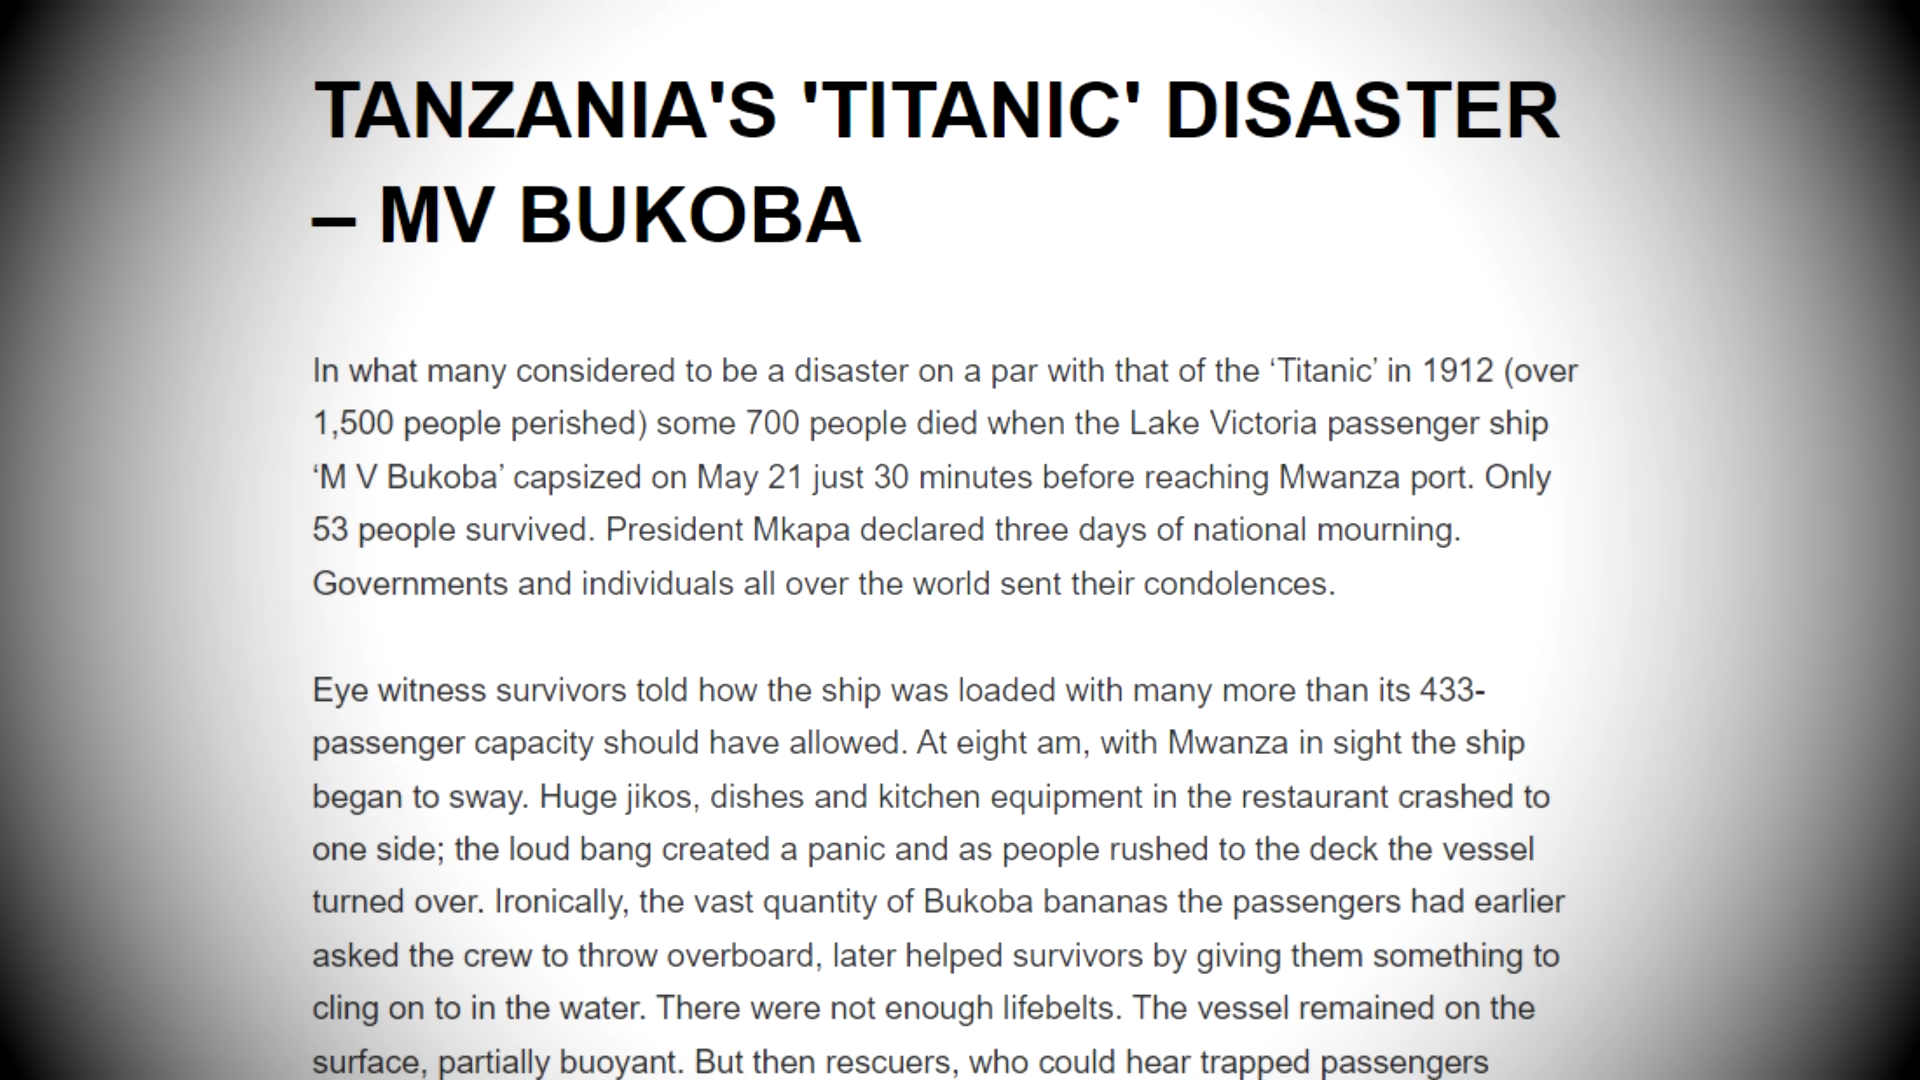 TANZANIA'S 'TITANIC' DISASTER
– MV BUKOBA
In what many considered to be a disaster on a par with that of the ‘Titanic’ in 1912 (over
1,500 people perished) some 700 people died when the Lake Victoria passenger ship
‘M V Bukoba’ capsized on May 21 just 30 minutes before reaching Mwanza port. Only
53 people survived. President Mkapa declared three days of national mourning.
Governments and individuals all over the world sent their condolences.
Eye witness survivors told how the ship was loaded with many more than its 433-
passenger capacity should have allowed. At eight am, with Mwanza in sight the ship
began to sway. Huge jikos, dishes and kitchen equipment in the restaurant crashed to
one side; the loud bang created a panic and as people rushed to the deck the vessel
turned over. Ironically, the vast quantity of Bukoba bananas the passengers had earlier
asked the crew to throw overboard, later helped survivors by giving them something to
cling on to in the water. There were not enough lifebelts. The vessel remained on the
surface, partially buoyant. But then rescuers, who could hear trapped passengers